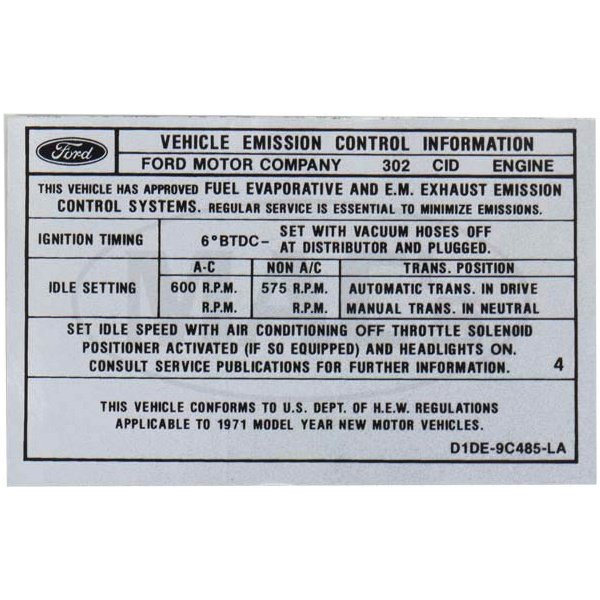 Ford
VEHICLE EMISSION CONTROL INFORMATION
FORD MOTOR COMPANY 302 CID ENGINE
THIS VEHICLE HAS APPROVED FUEL EVAPORATIVE AND E.M. EXHAUST EMISSION
CONTROL SYSTEMS. REGULAR SERVICE IS ESSENTIAL TO MINIMIZE EMISSIONS.
IGNITION TIMING 6°BTDC- SET WITH VACUUM HOSES OFF
AT DISTRIBUTOR AND PLUGGED.
A-C NON A/C TRANS. POSITION
IDLE SETTING 600 R.P.M. 575 R.P.M. AUTOMATIC TRANS. IN DRIVE
R.P.M. R.P.M. MANUAL TRANS. IN NEUTRAL
SET IDLE SPEED WITH AIR CONDITIONING OFF THROTTLE SOLENOID
POSITIONER ACTIVATED (IF SO EQUIPPED) AND HEADLIGHTS ON.
CONSULT SERVICE PUBLICATIONS FOR FURTHER INFORMATION. 4
THIS VEHICLE CONFORMS TO U.S. DEPT. OF H.E.W. REGULATIONS
APPLICABLE TO 1971 MODEL YEAR NEW MOTOR VEHICLES.
D1DE-9C485-LA